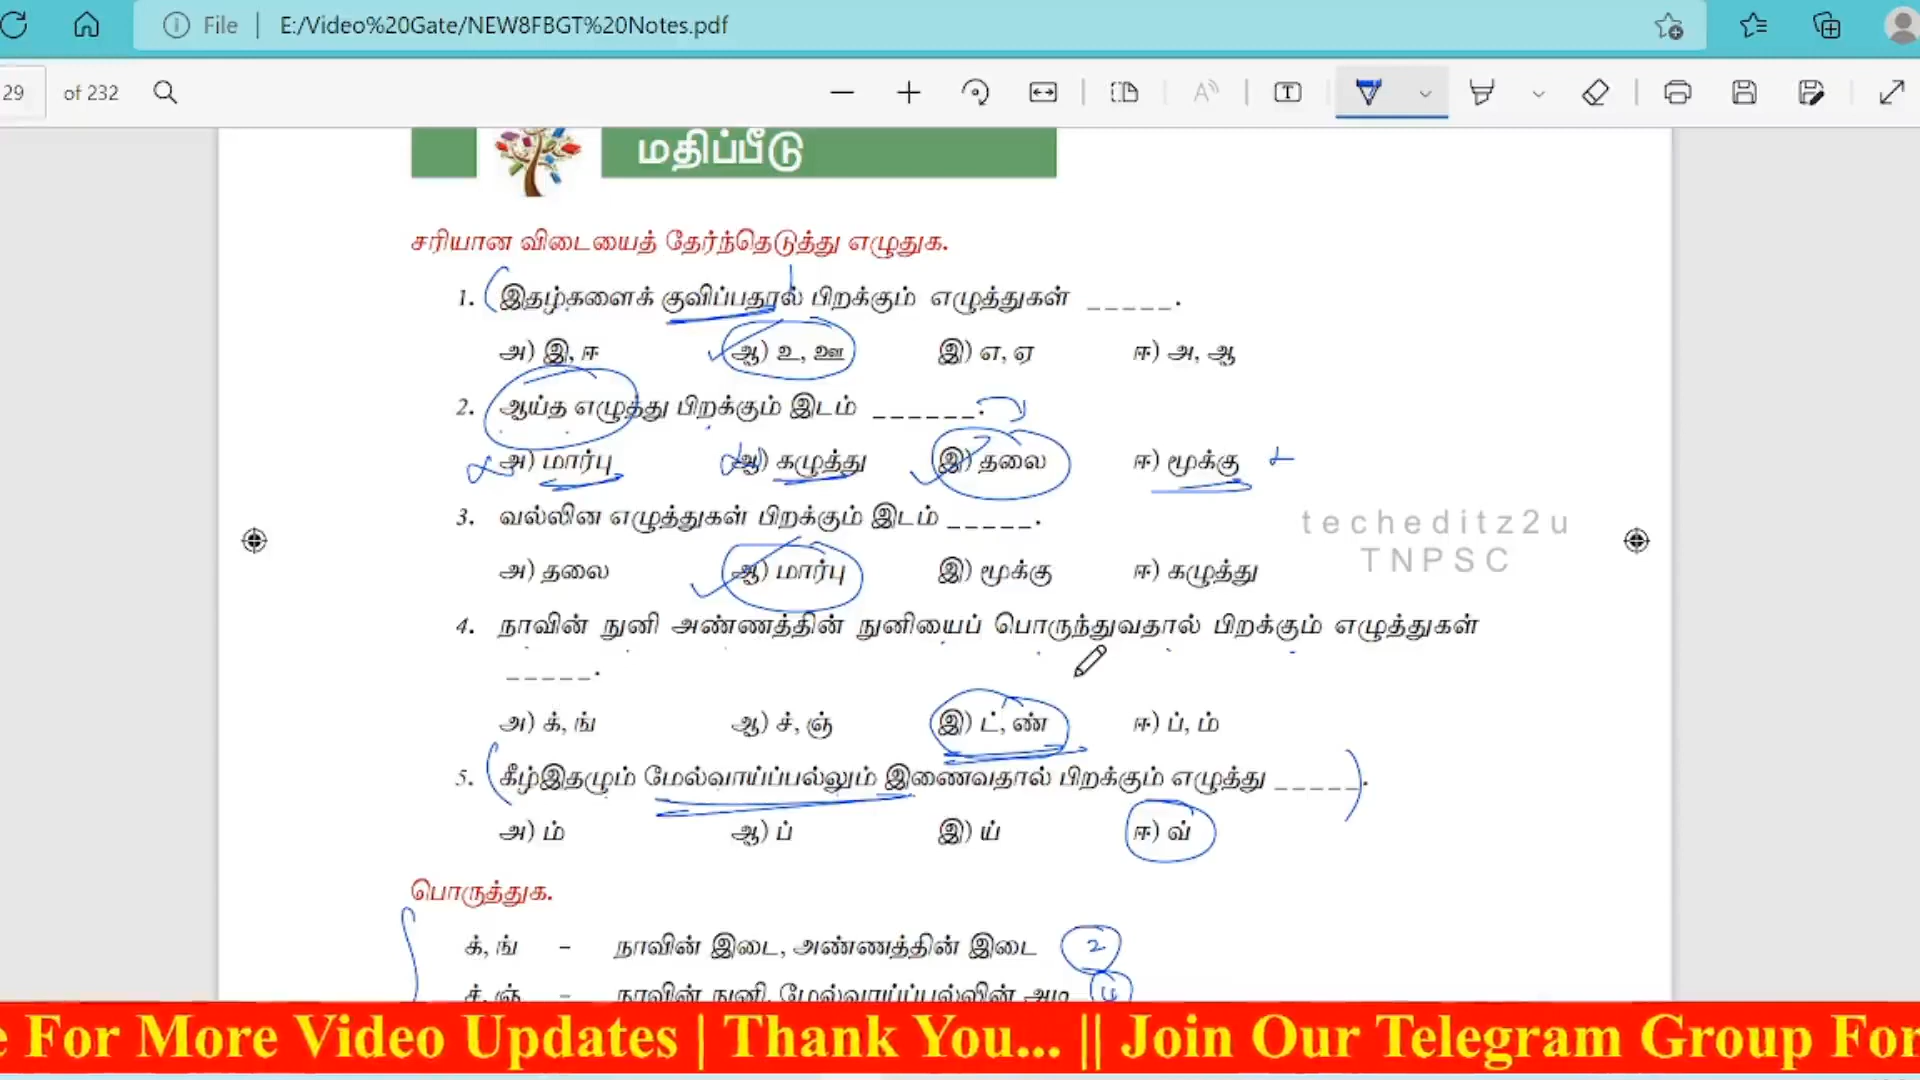 File | E:/Video%20Gate/NEW8FBGT%20Notes.pdf
29 of 232
மதிப்பீடு
சரியான விடையைத் தேர்ந்தெடுத்து எழுதுக.
1. இதழ்களைக் குவிப்பதால் பிறக்கும் எழுத்துகள் _____.
அ) இ, ஈ ஆ) உ, ஊ இ) எ, ஏ ஈ) அ, ஆ
2. ஆய்த எழுத்து பிறக்கும் இடம் ______.
அ) மார்பு ஆ) கழுத்து இ) தலை ஈ) மூக்கு
3. வல்லின எழுத்துகள் பிறக்கும் இடம் _____.
அ) தலை ஆ) மார்பு இ) மூக்கு ஈ) கழுத்து
techeditz2u
TNPSC
4. நாவின் நுனி அண்ணத்தின் நுனியைப் பொருந்துவதால் பிறக்கும் எழுத்துகள்
_____.
அ) க், ங் ஆ) ச், ஞ் இ) ட், ண் ஈ) ப், ம்
5. கீழ்இதழும் மேல்வாய்ப்பல்லும் இணைவதால் பிறக்கும் எழுத்து _____.
அ) ம் ஆ) ப் இ) ய் ஈ) வ்
பொருத்துக.
க், ங் – நாவின் இடை, அண்ணத்தின் இடை 2
ச், ஞ் – நாவின் நுனி, மேல்வாய்ப்பல்லின் அடி 4
e For More Video Updates | Thank You... || Join Our Telegram Group For